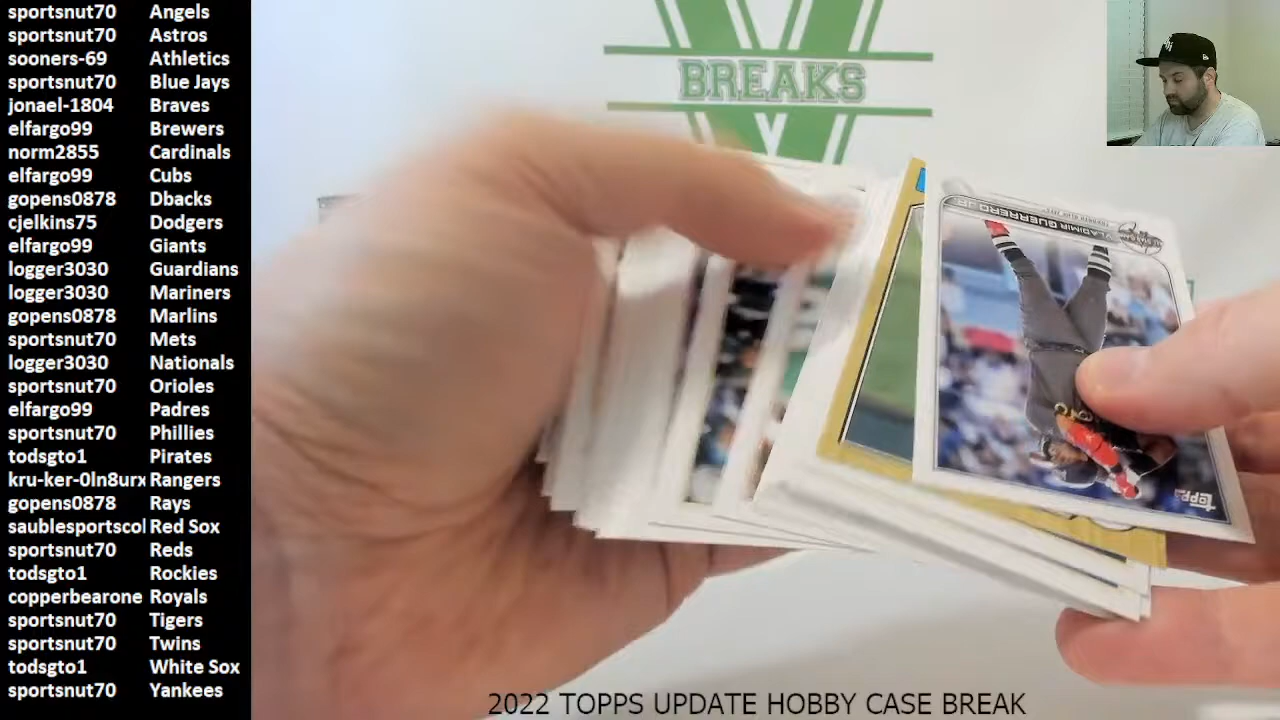 sportsnut70 Angels
sportsnut70 Astros
sooners-69 Athletics
sportsnut70 Blue Jays
jonael-1804 Braves
elfargo99 Brewers
norm2855 Cardinals
elfargo99 Cubs
gopens0878 Dbacks
cjelkins75 Dodgers
elfargo99 Giants
logger3030 Guardians
logger3030 Mariners
gopens0878 Marlins
sportsnut70 Mets
logger3030 Nationals
sportsnut70 Orioles
elfargo99 Padres
sportsnut70 Phillies
todsgto1 Pirates
kru-ker-0ln8urx Rangers
gopens0878 Rays
saublesportscol Red Sox
sportsnut70 Reds
todsgto1 Rockies
copperbearone Royals
sportsnut70 Tigers
sportsnut70 Twins
todsgto1 White Sox
sportsnut70 Yankees
V
BREAKS
VLADIMIR GUERRERO JR.
TORONTO BLUE JAYS
topps
2022 TOPPS UPDATE HOBBY CASE BREAK